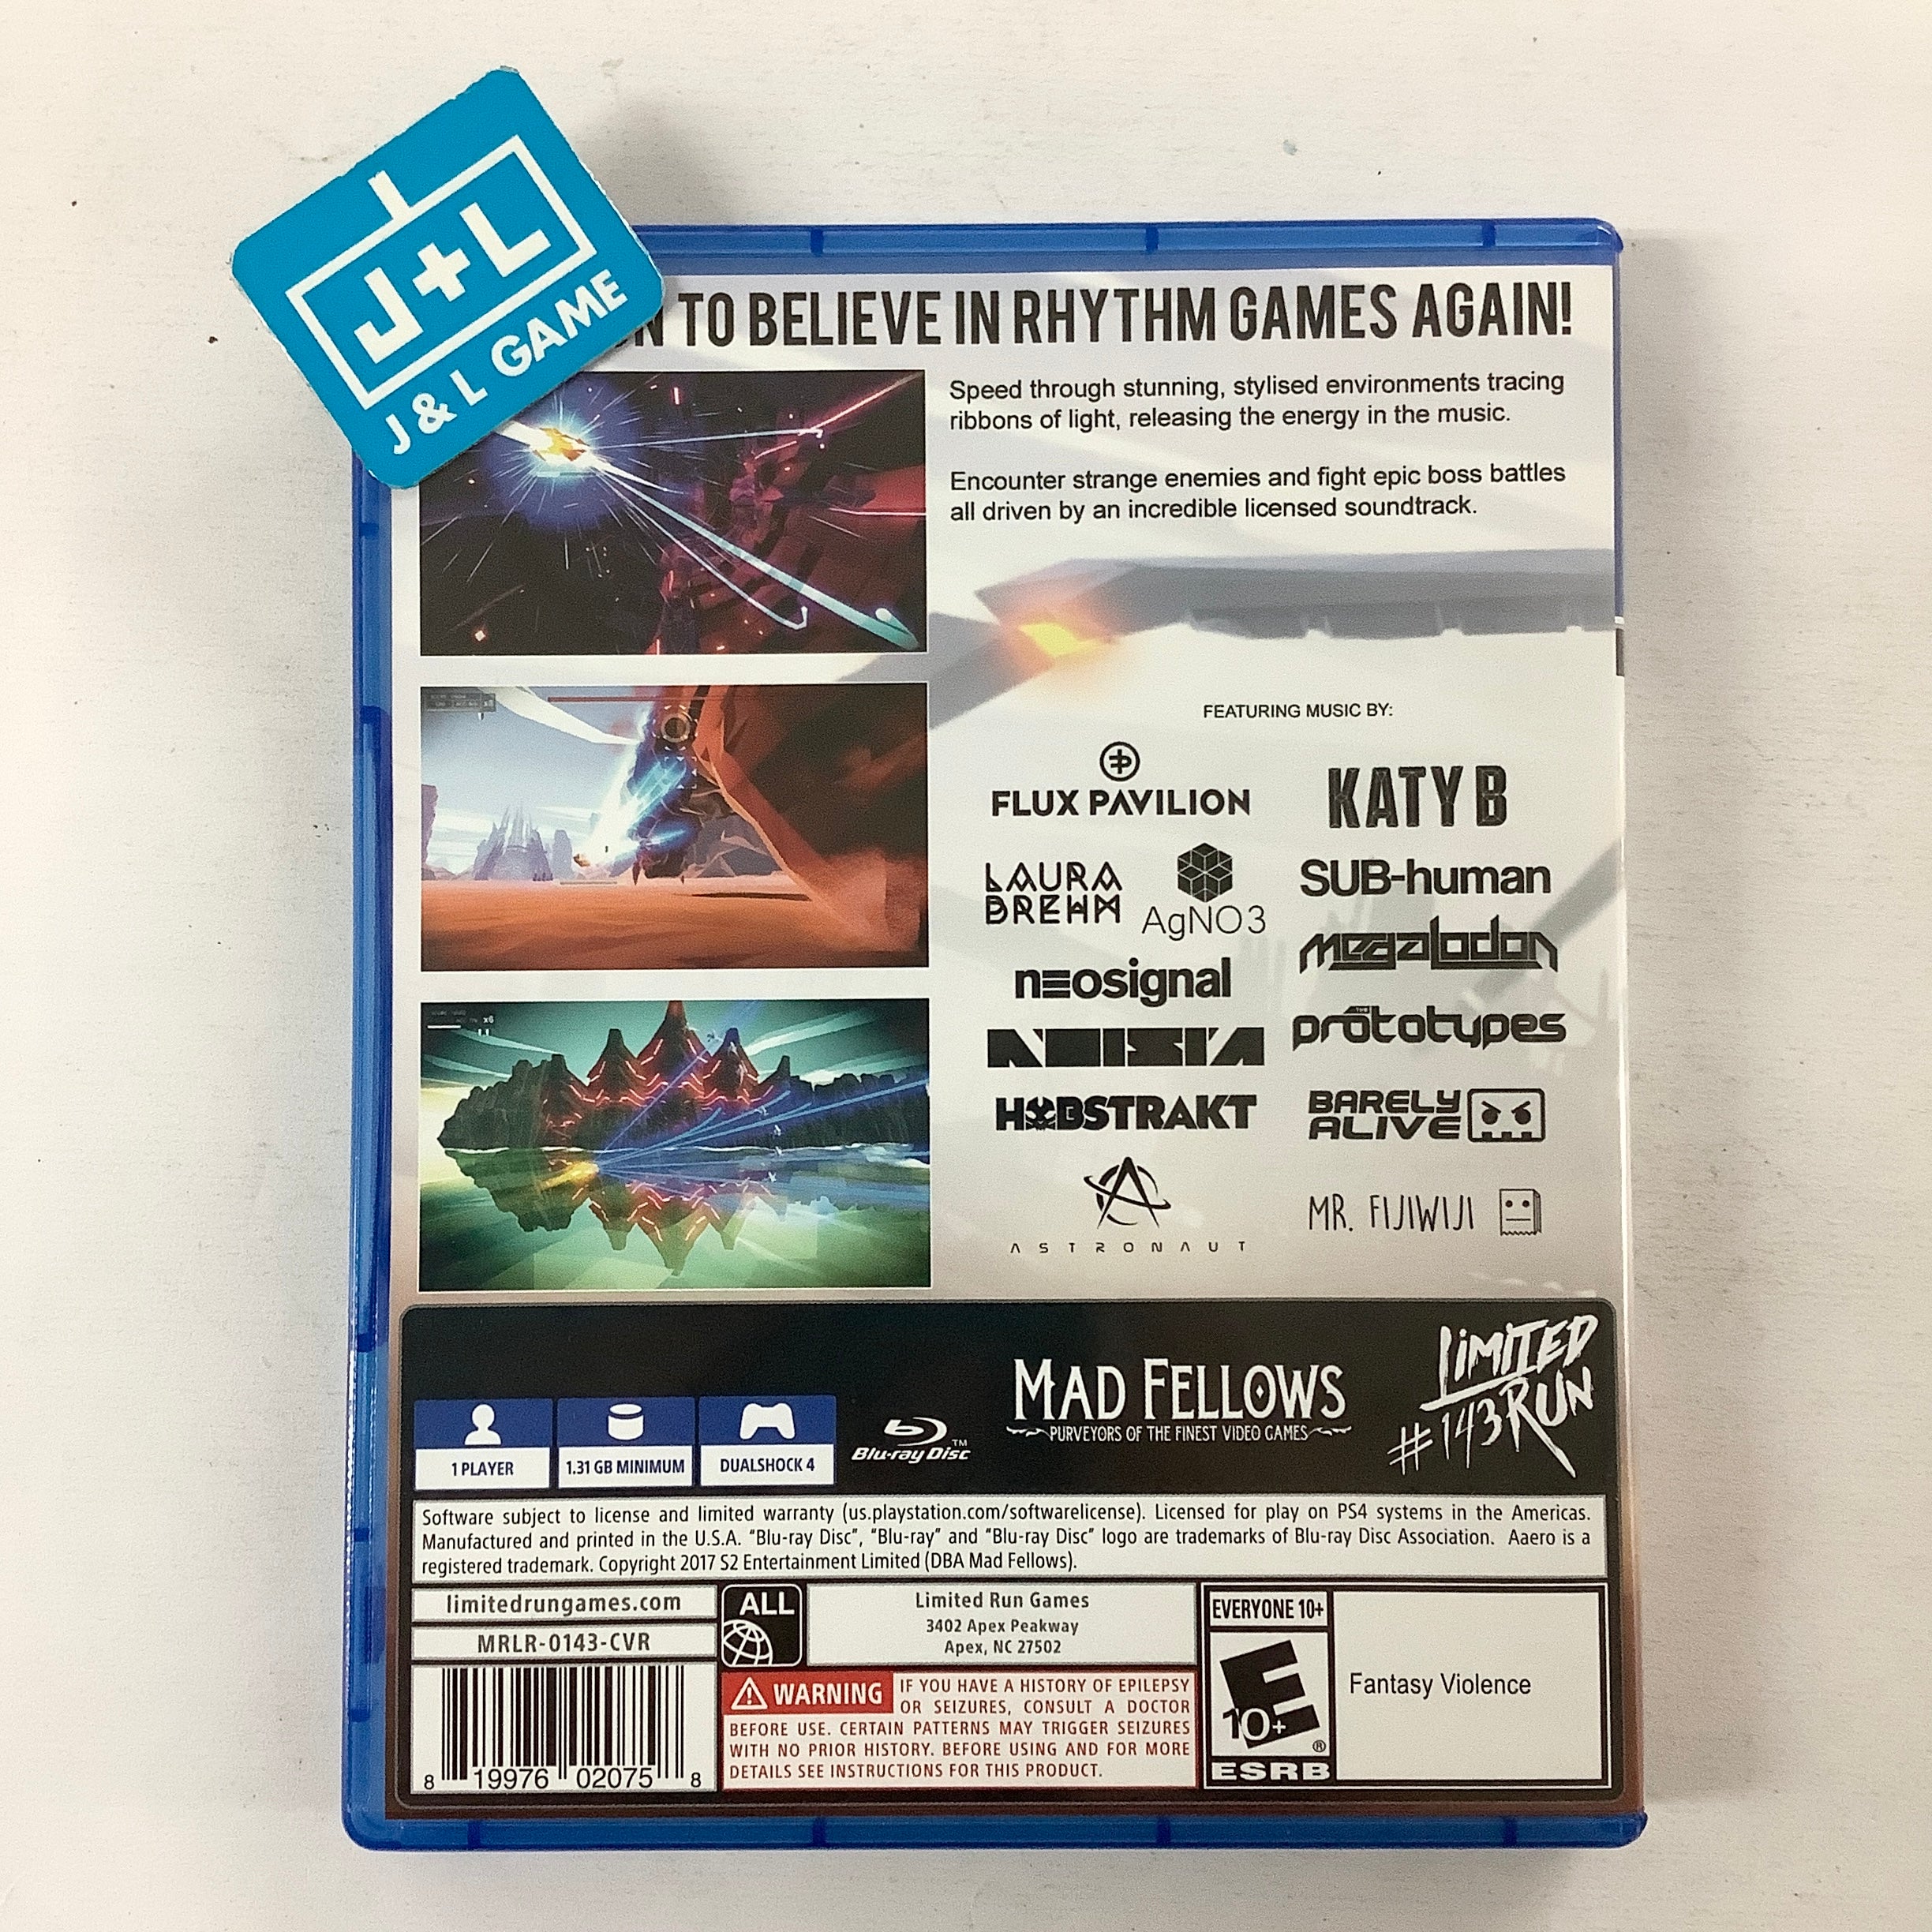 J+L
J & L GAME
TO BELIEVE IN RHYTHM GAMES AGAIN!
Speed through stunning, stylised environments tracing
ribbons of light, releasing the energy in the music.
Encounter strange enemies and fight epic boss battles
all driven by an incredible licensed soundtrack.
FEATURING MUSIC BY:
FLUX PAVILION
KATY B
LAURA
BREHM
AgNO3
SUB-human
neosignal
megalodon
NOISIA
THE
prototypes
HABSTRAKT
BARELY
ALIVE
ASTRONAUT
MR. FIJIWIJI
x6
1 PLAYER
1.31 GB MINIMUM
DUALSHOCK 4
Blu-ray Disc™
MAD FELLOWS
PURVEYORS OF THE FINEST VIDEO GAMES
LIMITED
#143 RUN
Software subject to license and limited warranty (us.playstation.com/softwarelicense). Licensed for play on PS4 systems in the Americas.
Manufactured and printed in the U.S.A. "Blu-ray Disc", "Blu-ray" and "Blu-ray Disc" logo are trademarks of Blu-ray Disc Association. Aaero is a
registered trademark. Copyright 2017 S2 Entertainment Limited (DBA Mad Fellows).
limitedrungames.com
MRLR-0143-CVR
8 19976 02075 8
ALL
Limited Run Games
3402 Apex Peakway
Apex, NC 27502
WARNING IF YOU HAVE A HISTORY OF EPILEPSY
OR SEIZURES, CONSULT A DOCTOR
BEFORE USE. CERTAIN PATTERNS MAY TRIGGER SEIZURES
WITH NO PRIOR HISTORY. BEFORE USING AND FOR MORE
DETAILS SEE INSTRUCTIONS FOR THIS PRODUCT.
EVERYONE 10+
E
10+
®
ESRB
Fantasy Violence